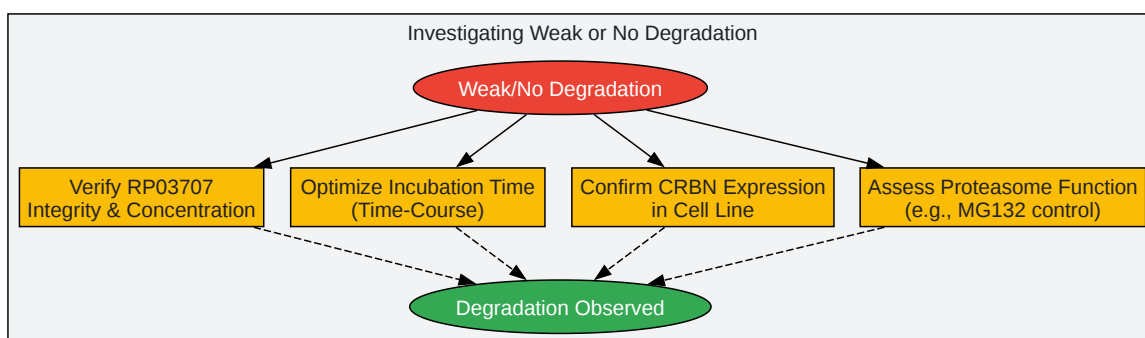 Investigating Weak or No Degradation
Weak/No Degradation
Verify RP03707
Integrity & Concentration
Optimize Incubation Time
(Time-Course)
Confirm CRBN Expression
in Cell Line
Assess Proteasome Function
(e.g., MG132 control)
Degradation Observed